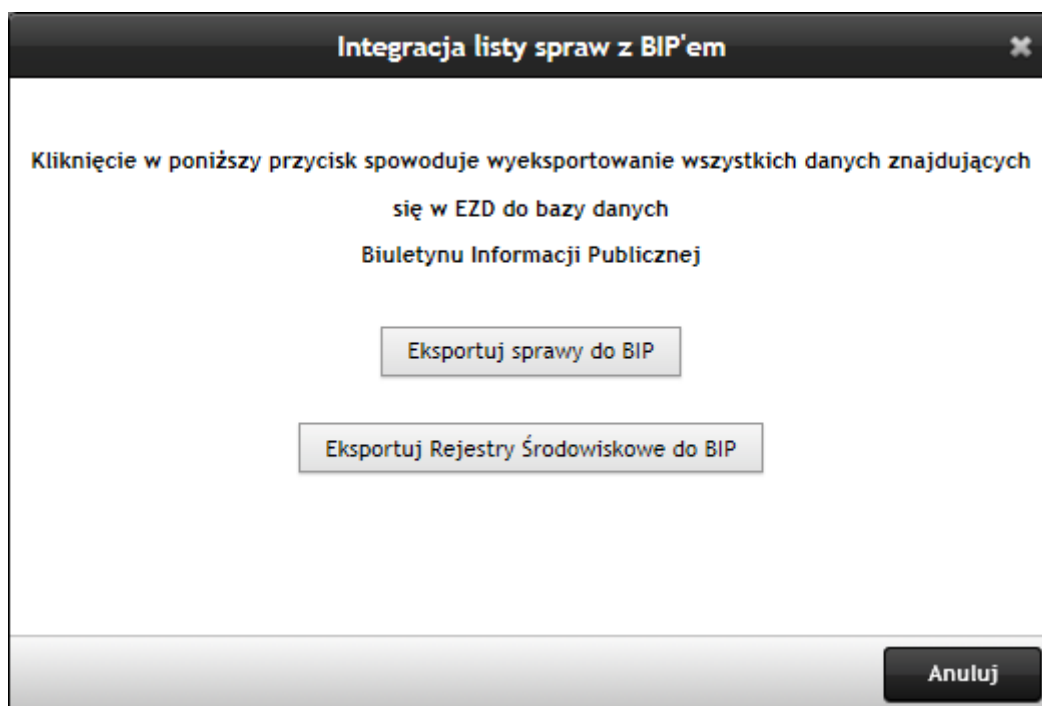 Integracja listy spraw z BIP'em
Kliknięcie w poniższy przycisk spowoduje wyeksportowanie wszystkich danych znajdujących
się w EZD do bazy danych
Biuletynu Informacji Publicznej
Eksportuj sprawy do BIP
Eksportuj Rejestry Środowiskowe do BIP
Anuluj